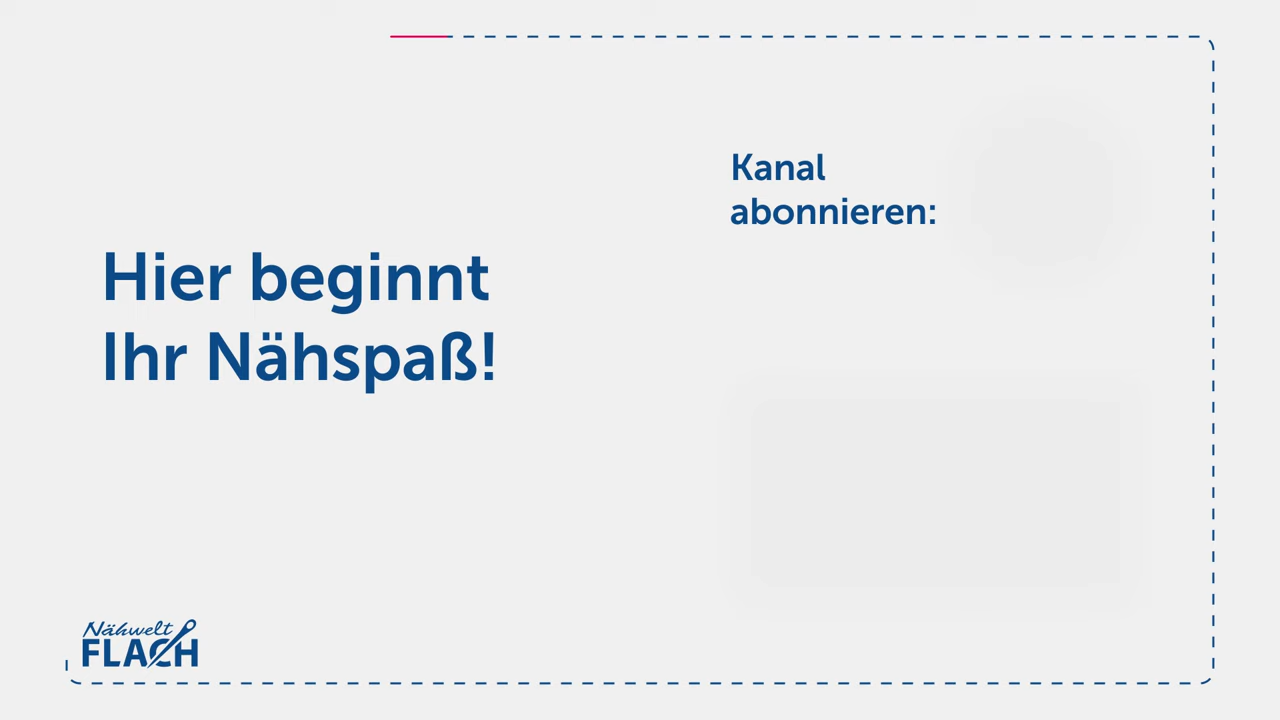 Hier beginnt
Ihr Nähspaß!
Kanal
abonnieren:
Nähwelt
FLACH